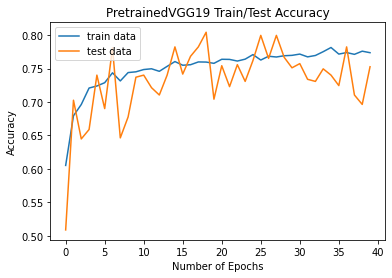 PretrainedVGG19 Train/Test Accuracy
train data
test data
0.80
0.75
0.70
0.65
0.60
0.55
0.50
Accuracy
0 5 10 15 20 25 30 35 40
Number of Epochs